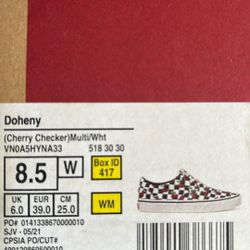 Doheny
(Cherry Checker)Multi/Wht
VN0A5HYNA33 518 30 30
8.5 W Box ID 417
UK EUR CM
6.0 39.0 25.0 WM
PO# 0141338670000010
SJV - 05/21
CPSIA PO/CUT#